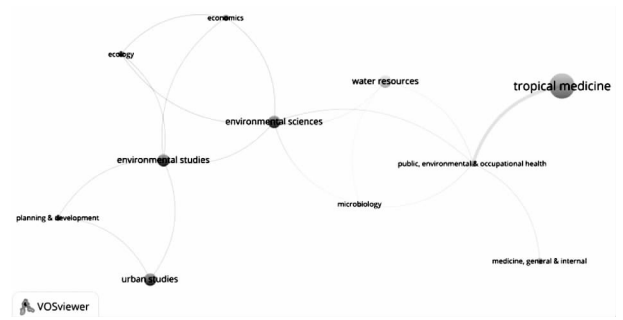 economics
ecology
water resources
tropical medicine
environmental sciences
environmental studies
public, environmental & occupational health
microbiology
planning & development
medicine, general & internal
urban studies
VOSviewer